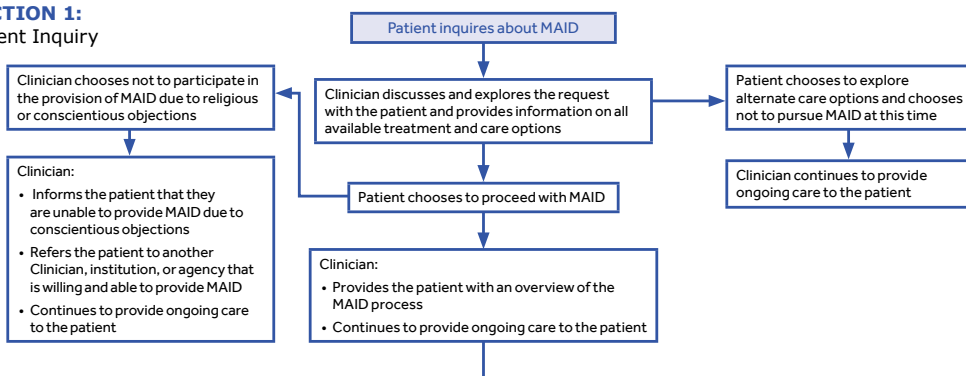 CTION 1:
ent Inquiry
Patient inquires about MAID
Clinician chooses not to participate in
the provision of MAID due to religious
or conscientious objections
Clinician discusses and explores the request
with the patient and provides information on all
available treatment and care options
Patient chooses to explore
alternate care options and chooses
not to pursue MAID at this time
Clinician:
• Informs the patient that they
are unable to provide MAID due to
conscientious objections
• Refers the patient to another
Clinician, institution, or agency that
is willing and able to provide MAID
• Continues to provide ongoing care
to the patient
Patient chooses to proceed with MAID
Clinician continues to provide
ongoing care to the patient
Clinician:
• Provides the patient with an overview of the
MAID process
• Continues to provide ongoing care to the patient